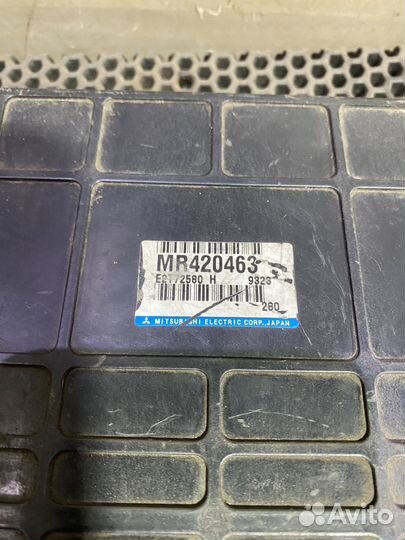 MR420463
E2T72580 H 9323
280
MITSUBISHI ELECTRIC CORP., JAPAN
Avito